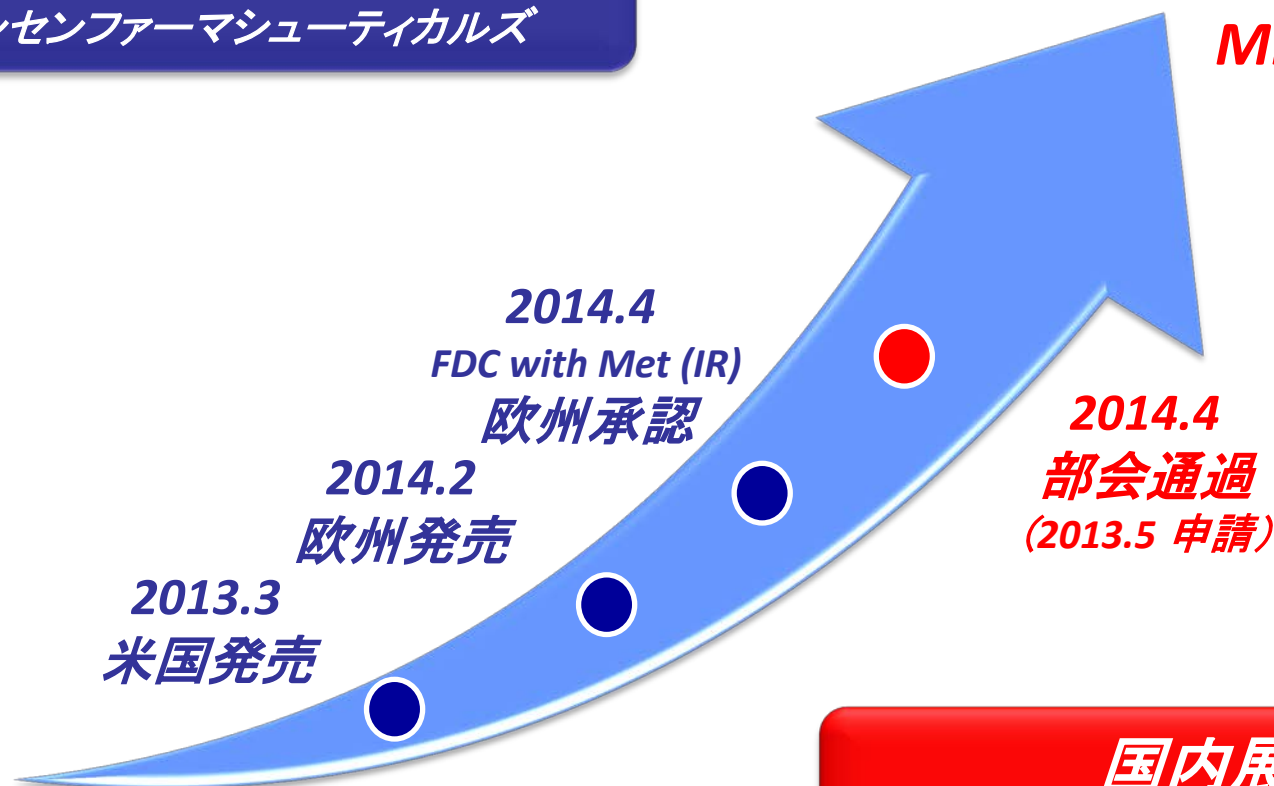 センファーマシューティカルズ
2014.4
FDC with Met (IR)
欧州承認
2014.2
欧州発売
2013.3
米国発売
2014.4
部会通過
（2013.5 申請）
国内展